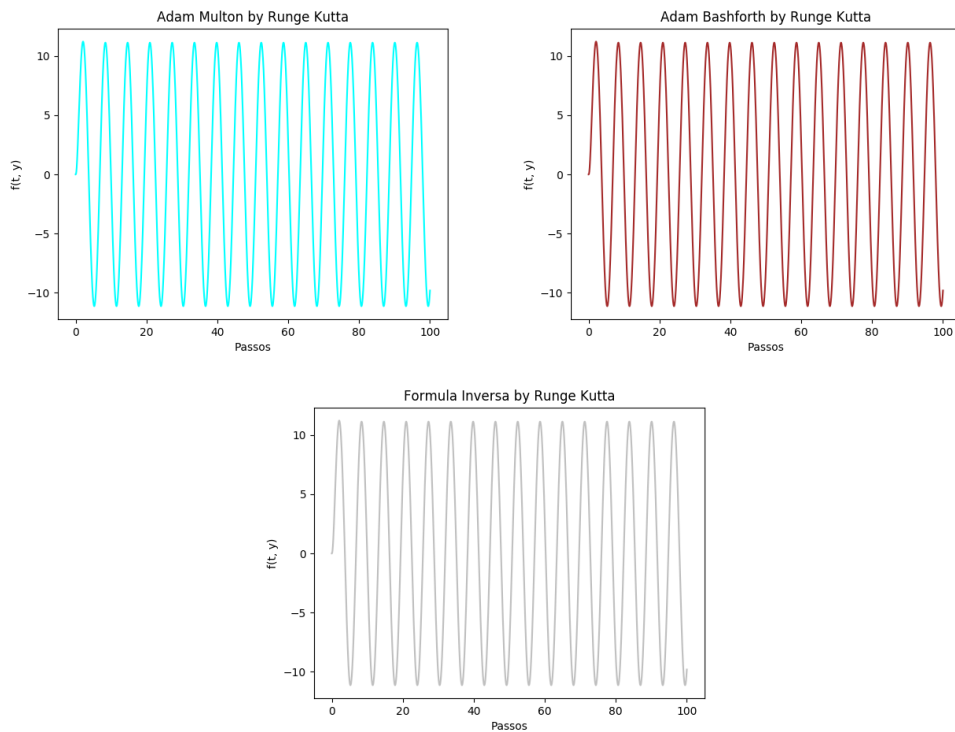 Adam Multon by Runge Kutta
10
5
0
−5
−10
f(t, y)
0 20 40 60 80 100
Passos
Adam Bashforth by Runge Kutta
10
5
0
−5
−10
f(t, y)
0 20 40 60 80 100
Passos
Formula Inversa by Runge Kutta
10
5
0
−5
−10
f(t, y)
0 20 40 60 80 100
Passos